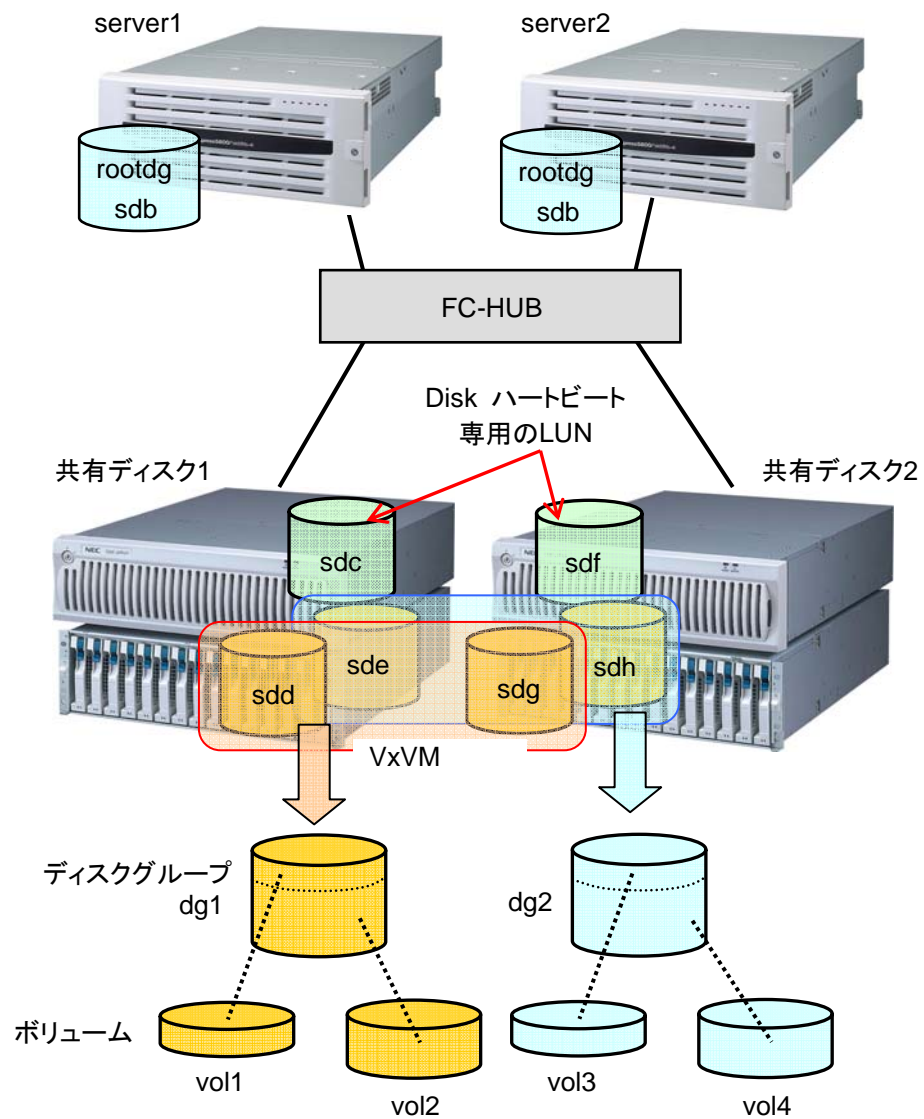 server1
server2
rootdg
sdb
rootdg
sdb
FC-HUB
Disk ハートビート
専用のLUN
共有ディスク1
共有ディスク2
NEC
sdc
sdf
sde
sdh
sdd
sdg
VxVM
ディスクグループ
dg1
dg2
ボリューム
vol1
vol2
vol3
vol4